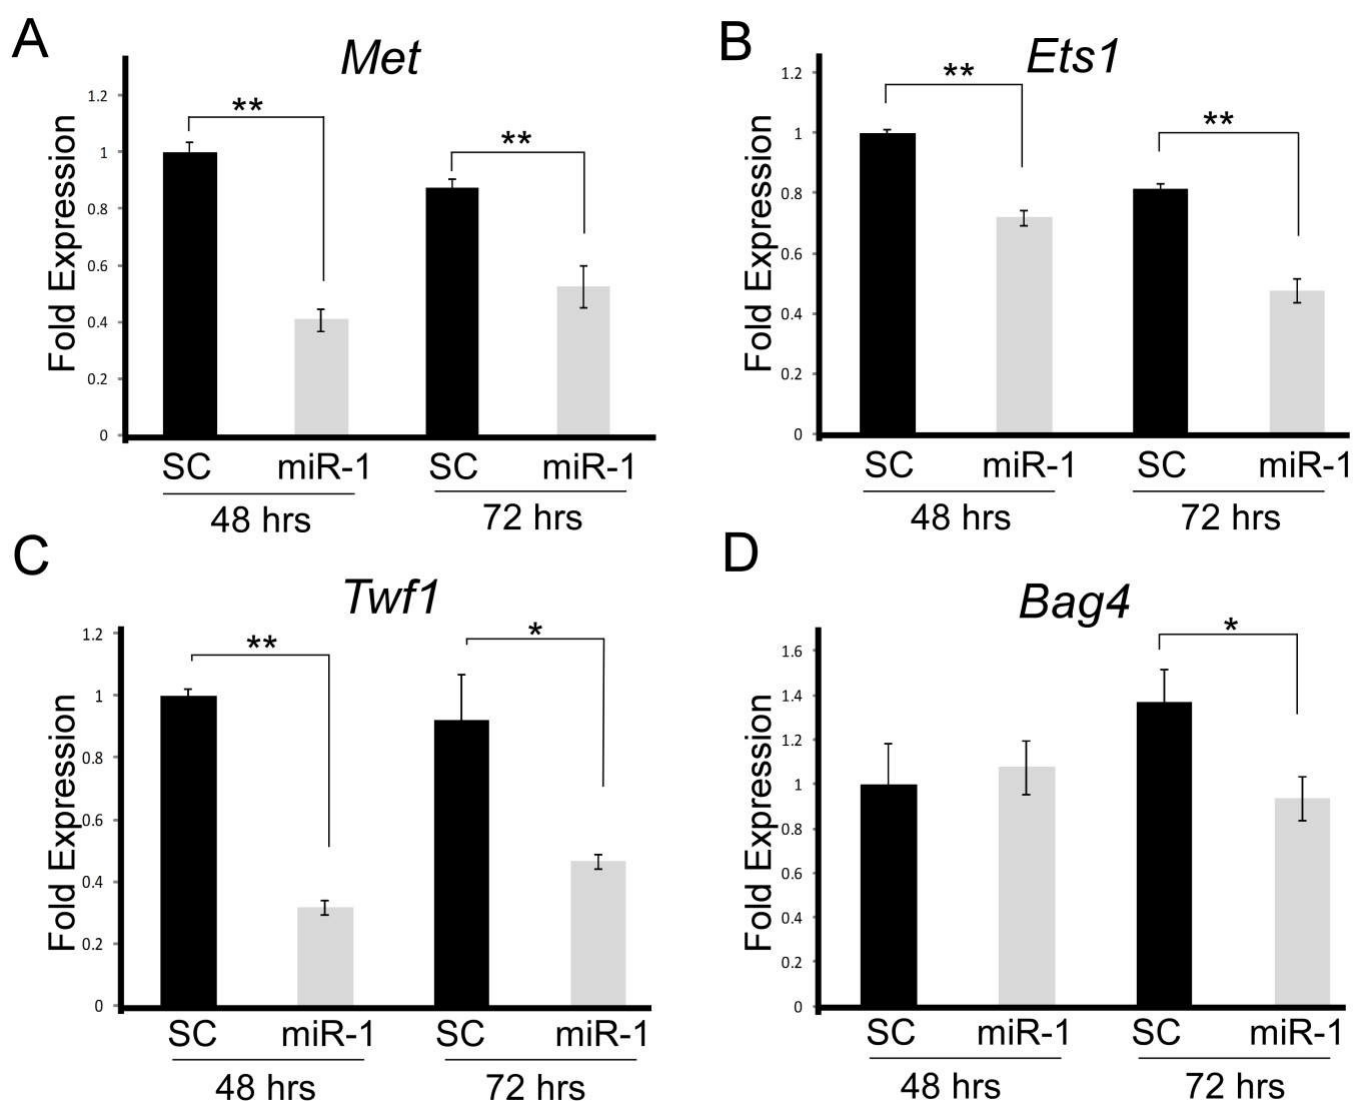 A
Met
Fold Expression
1.2
**
**
1
0.8
0.6
0.4
0.2
0
SC miR-1 SC miR-1
48 hrs 72 hrs
B
Ets1
Fold Expression
1.2
**
**
1
0.8
0.6
0.4
0.2
0
SC miR-1 SC miR-1
48 hrs 72 hrs
C
Twf1
Fold Expression
1.2
**
*
1
0.8
0.6
0.4
0.2
0
SC miR-1 SC miR-1
48 hrs 72 hrs
D
Bag4
Fold Expression
*
1.6
1.4
1.2
1
0.8
0.6
0.4
0.2
0
SC miR-1 SC miR-1
48 hrs 72 hrs